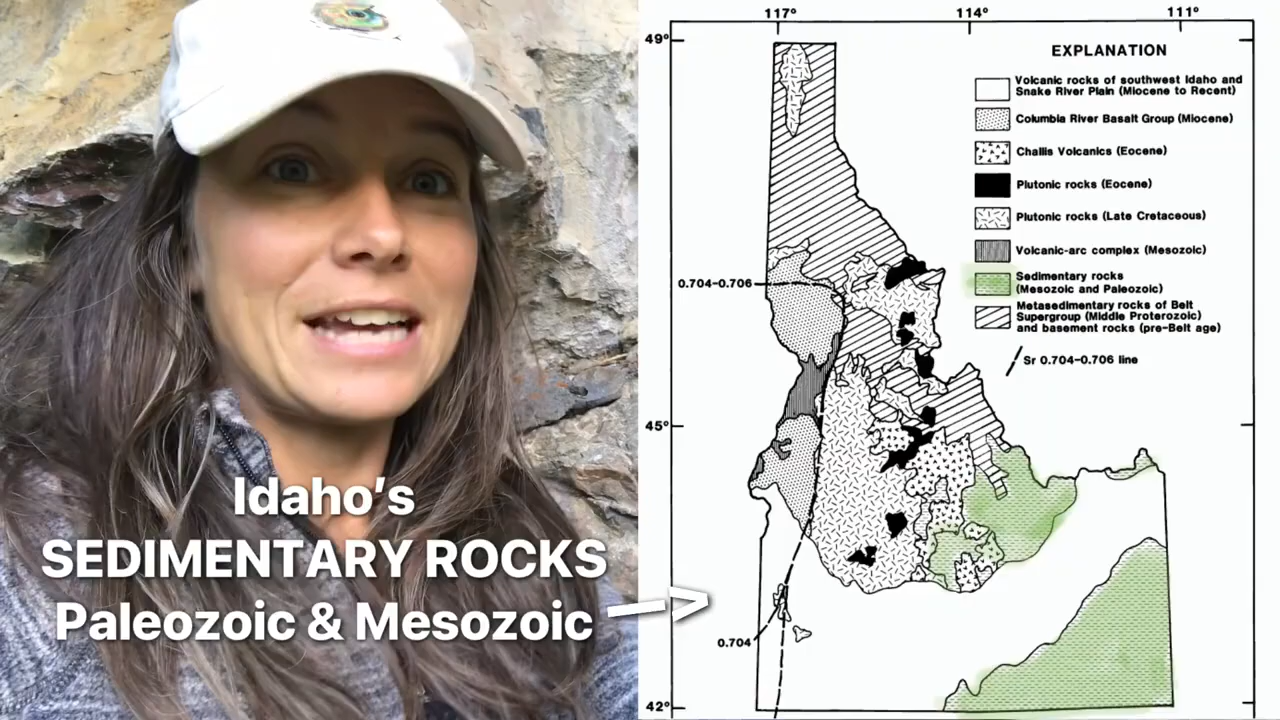 Idaho's
SEDIMENTARY ROCKS
Paleozoic & Mesozoic
117°
114°
111°
49°
45°
42°
0.704-0.706
0.704
EXPLANATION
Volcanic rocks of southwest Idaho and
Snake River Plain (Miocene to Recent)
Columbia River Basalt Group (Miocene)
Challis Volcanics (Eocene)
Plutonic rocks (Eocene)
Plutonic rocks (Late Cretaceous)
Volcanic-arc complex (Mesozoic)
Sedimentary rocks
(Mesozoic and Paleozoic)
Metasedimentary rocks of Belt
Supergroup (Middle Proterozoic)
and basement rocks (pre-Belt age)
Sr 0.704-0.706 line